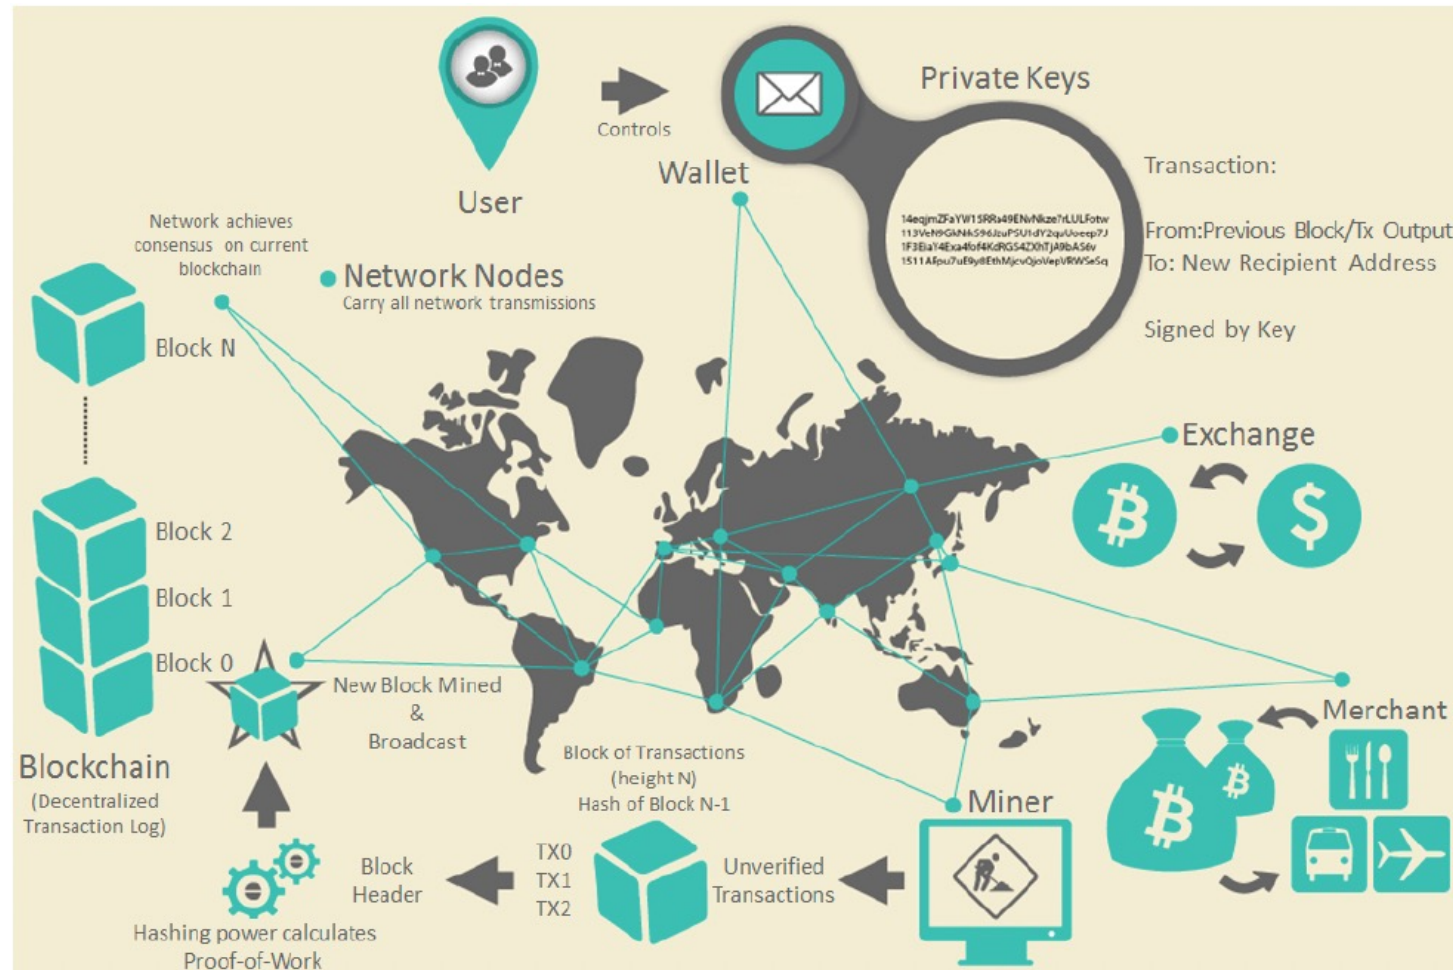 User
Controls
Wallet
Private Keys
Transaction:
From:Previous Block/Tx Output
To: New Recipient Address
Signed by Key
Network achieves
consensus on current
blockchain
Network Nodes
Carry all network transmissions
Block N
Block 2
Block 1
Block 0
Blockchain
(Decentralized
Transaction Log)
New Block Mined
&
Broadcast
Exchange
Merchant
Miner
Block of Transactions
(height N)
Hash of Block N-1
Unverified
Transactions
TX0
TX1
TX2
Block
Header
Hashing power calculates
Proof-of-Work